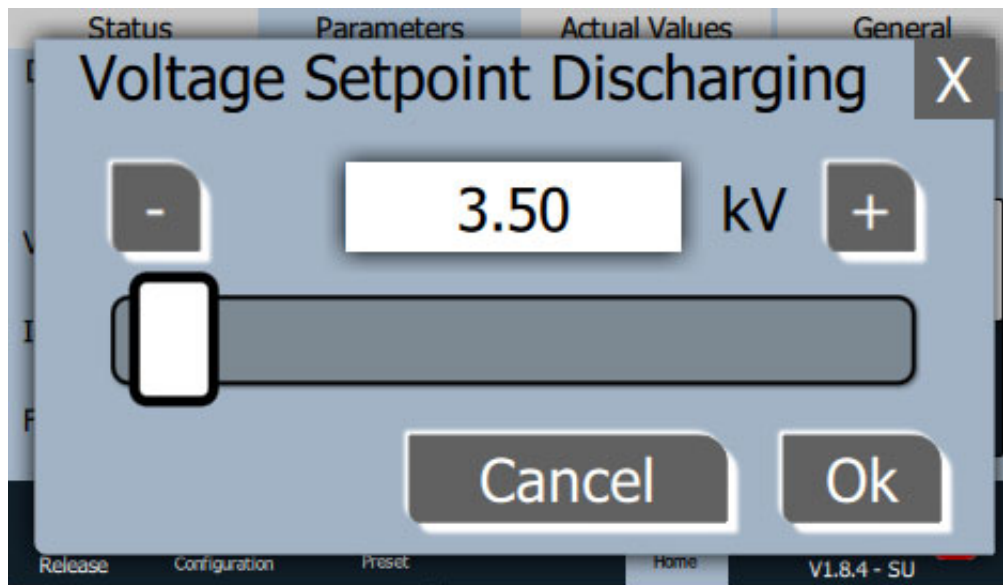 Status Parameters Actual Values General
Voltage Setpoint Discharging X
- 3.50 kV +
Cancel Ok
Release Configuration Preset Home V1.8.4 - SU